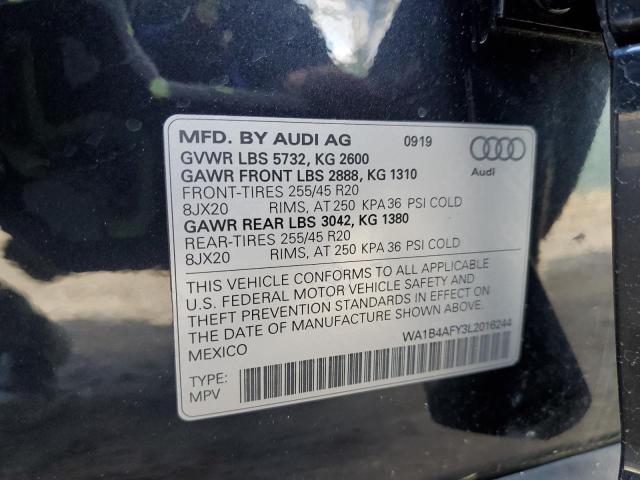 MFD. BY AUDI AG 0919
GVWR LBS 5732, KG 2600
GAWR FRONT LBS 2888, KG 1310
FRONT-TIRES 255/45 R20
8JX20 RIMS, AT 250 KPA 36 PSI COLD
GAWR REAR LBS 3042, KG 1380
REAR-TIRES 255/45 R20
8JX20 RIMS, AT 250 KPA 36 PSI COLD
Audi
THIS VEHICLE CONFORMS TO ALL APPLICABLE
U.S. FEDERAL MOTOR VEHICLE SAFETY AND
THEFT PREVENTION STANDARDS IN EFFECT ON
THE DATE OF MANUFACTURE SHOWN ABOVE.
MEXICO
WA1B4AFY3L2016244
TYPE:
MPV